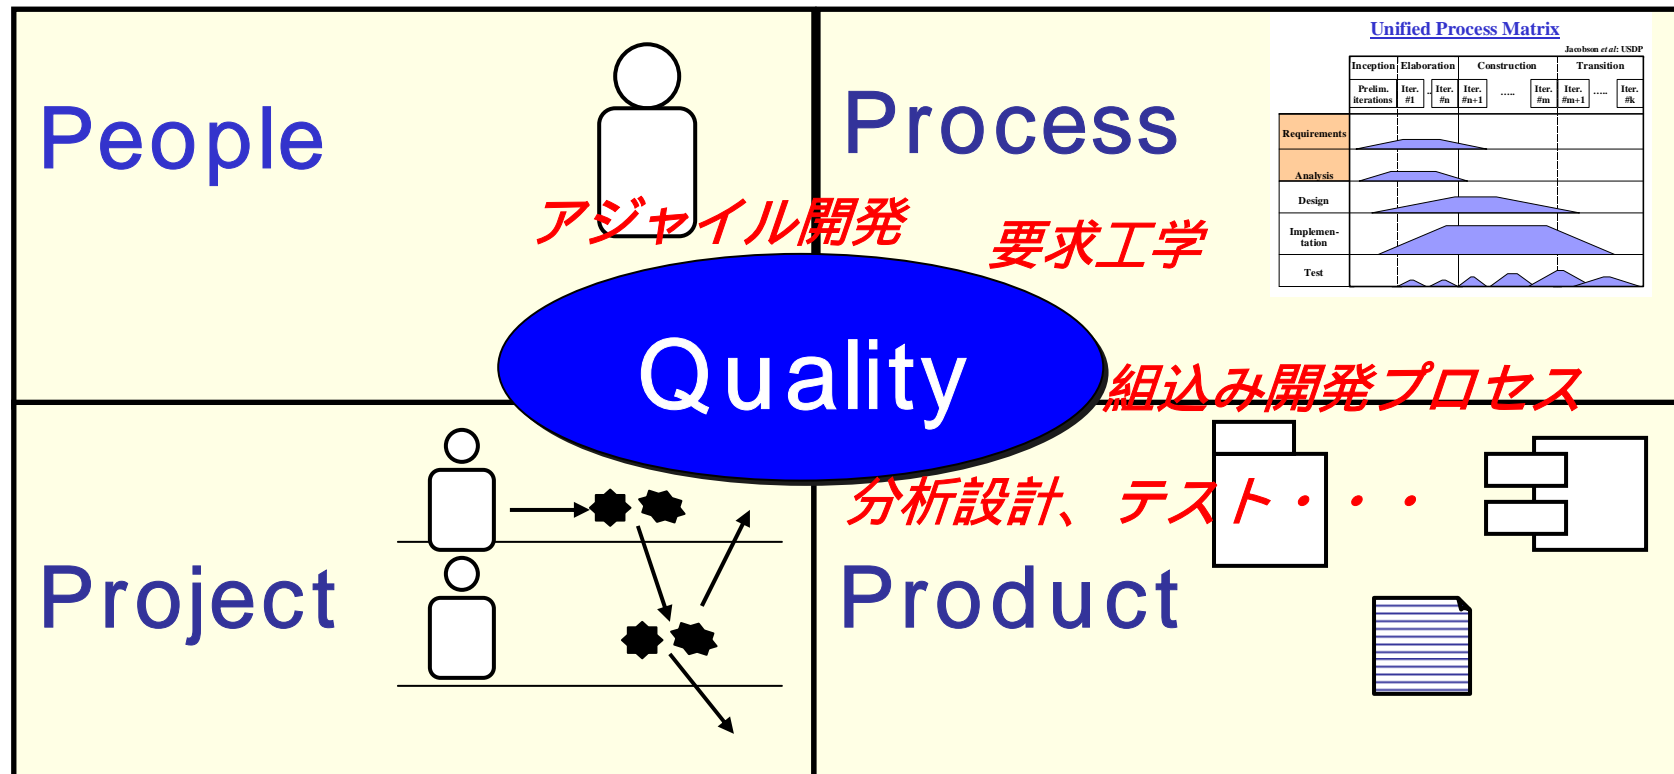 People
アジャイル開発
Process
要求工学
Unified Process Matrix
Jacobson et al: USDP
Inception Elaboration Construction Transition
Prelim. iterations Iter. #1 .. Iter. #n Iter. #n+1 ..... Iter. #m Iter. #m+1 ..... Iter. #k
Requirements
Analysis
Design
Implemen-
tation
Test
Quality
組込み開発プロセス
分析設計、テスト・・・
Project
Product